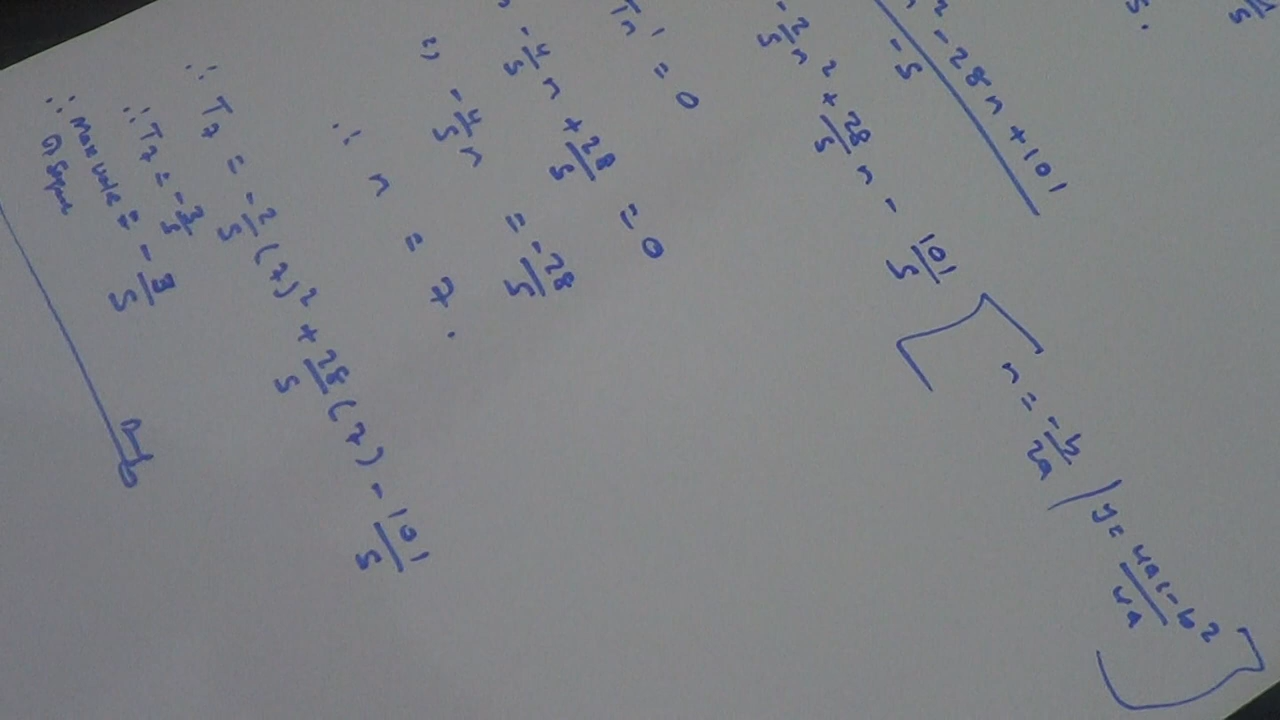 n² - 28n + 101
-5
-2/5 n² + 28/5 n - 101/5
[n = -b/2a / y = 4ac-b²/4a]
Tn' = 0
-4/5 n + 28/5 = 0
= -4/5 n = -28/5
∴ n = 7.
∴ T7 = -2/5 (7)² + 28/5 (7) - 101/5
∴ T7 = -3/5
∴ Max value = -3/5